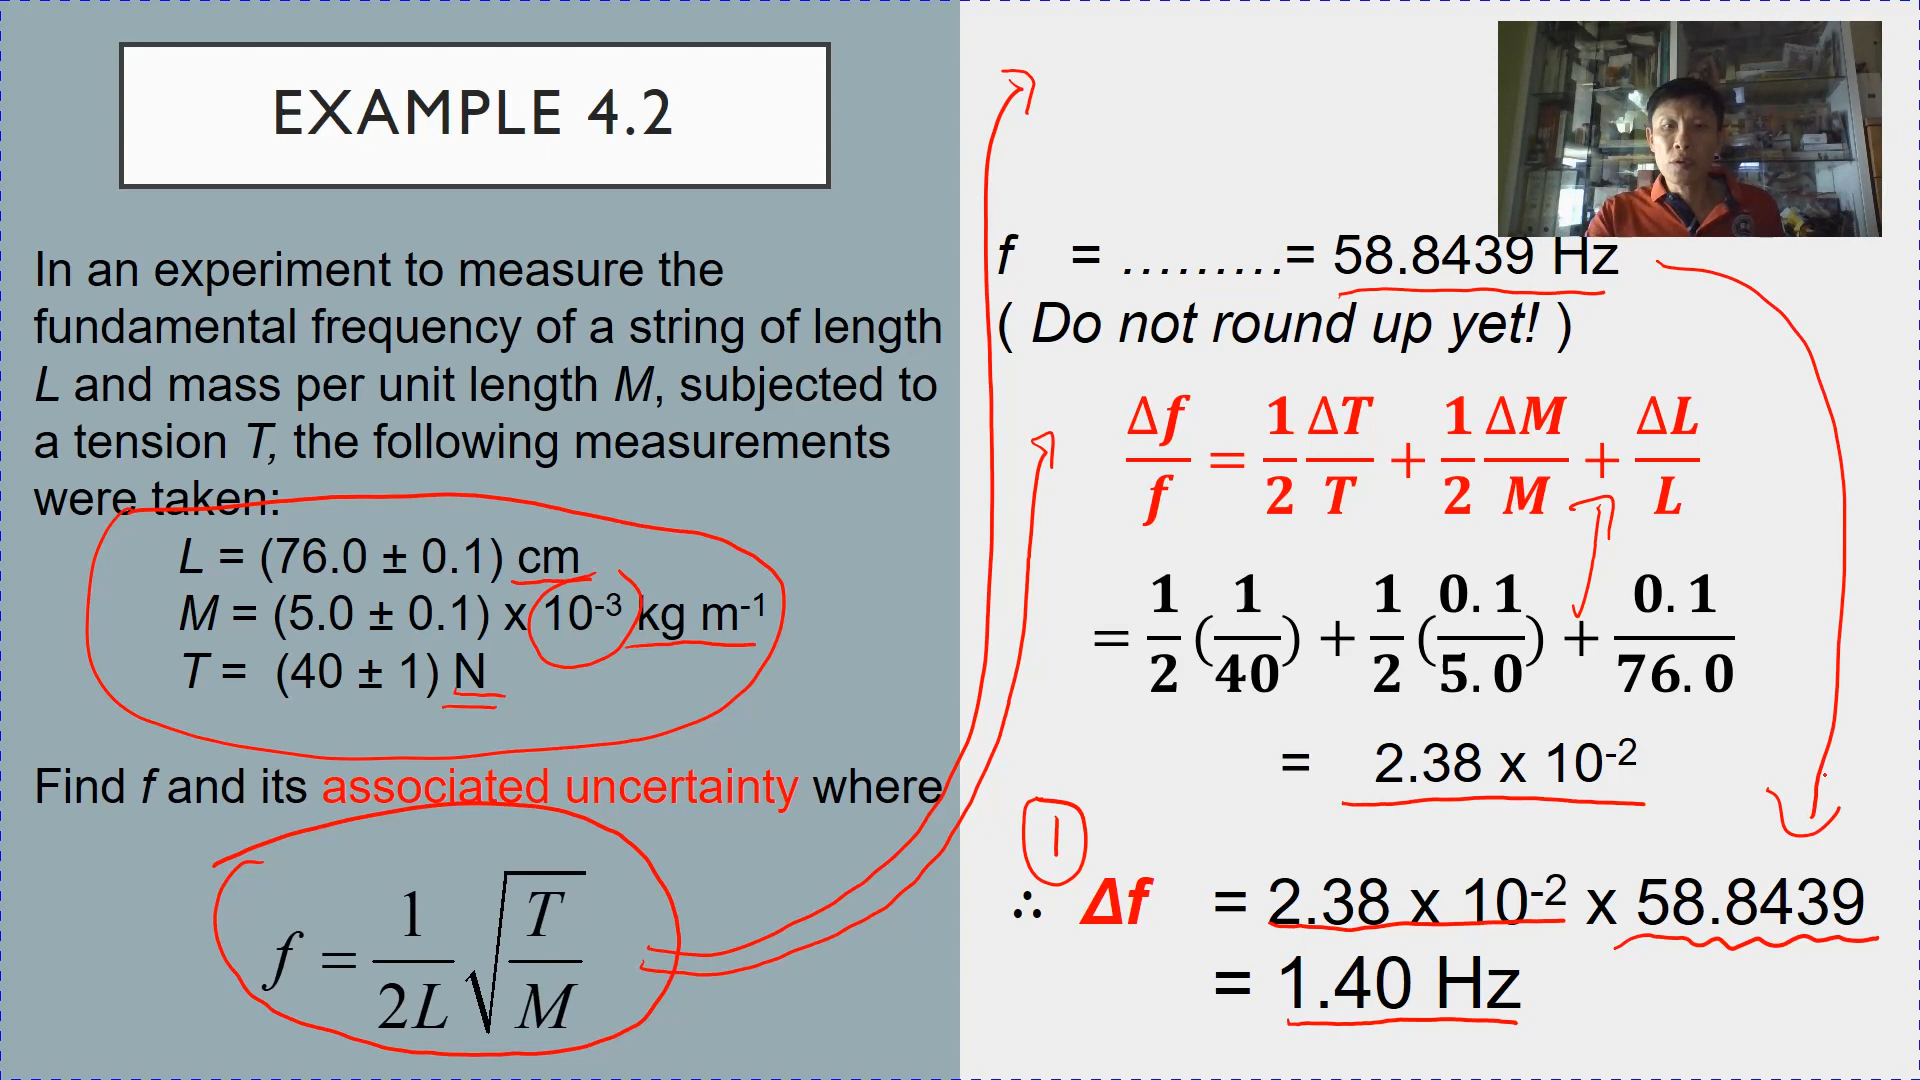 EXAMPLE 4.2
In an experiment to measure the
fundamental frequency of a string of length
L and mass per unit length M, subjected to
a tension T, the following measurements
were taken:
L = (76.0 ± 0.1) cm
M = (5.0 ± 0.1) x 10⁻³ kg m⁻¹
T = (40 ± 1) N
Find f and its associated uncertainty where
f = 1/2L √(T/M)
f = ………= 58.8439 Hz
( Do not round up yet! )
Δf/f = 1/2 ΔT/T + 1/2 ΔM/M + ΔL/L
= 1/2 (1/40) + 1/2 (0.1/5.0) + 0.1/76.0
= 2.38 x 10⁻²
1
∴ Δf = 2.38 x 10⁻² x 58.8439
= 1.40 Hz